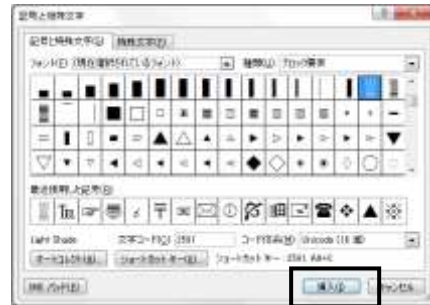 記号と特殊文字
記号と特殊文字(S) 特殊文字(P)
フォント(F): (現在選択されているフォント) 種類(U): ブロック要素
最近使用した記号(R):
Light Shade 文字コード(C): 2591 コード体系(M): Unicode (16 進)
オートコレクト(A)... ショートカット キー(K)... ショートカット キー: 2591, Alt+X
挿入(I) キャンセル